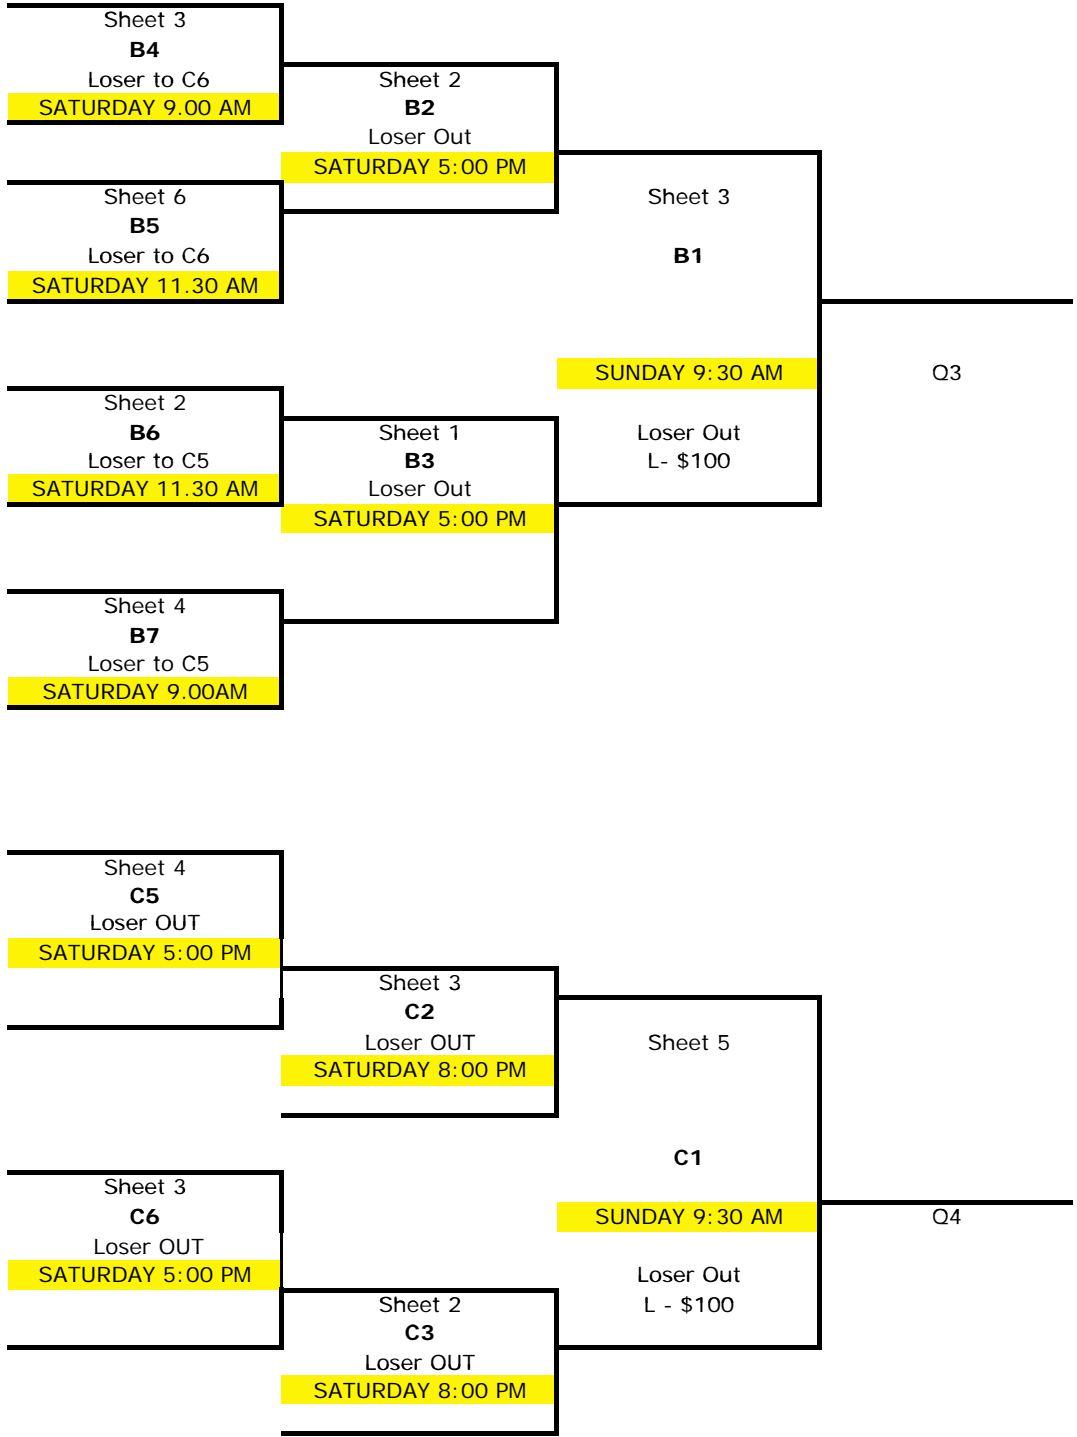 Sheet 3
B4
Loser to C6
SATURDAY 9.00 AM
Sheet 2
B2
Loser Out
SATURDAY 5:00 PM
Sheet 6
B5
Loser to C6
SATURDAY 11.30 AM
Sheet 3
B1
SUNDAY 9:30 AM
Loser Out
L- $100
Q3
Sheet 2
B6
Loser to C5
SATURDAY 11.30 AM
Sheet 1
B3
Loser Out
SATURDAY 5:00 PM
Sheet 4
B7
Loser to C5
SATURDAY 9.00AM
Sheet 4
C5
Loser OUT
SATURDAY 5:00 PM
Sheet 3
C2
Loser OUT
SATURDAY 8:00 PM
Sheet 5
C1
SUNDAY 9:30 AM
Loser Out
L - $100
Q4
Sheet 3
C6
Loser OUT
SATURDAY 5:00 PM
Sheet 2
C3
Loser OUT
SATURDAY 8:00 PM